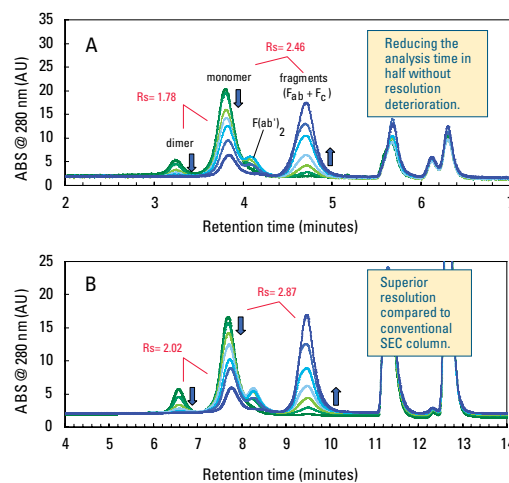 35
30
25
20
15
10
5
0
ABS @ 280 nm (AU)
A
Rs= 1.78
dimer
monomer
Rs= 2.46
fragments
(Fab + Fc)
F(ab')2
Reducing the
analysis time in
half without
resolution
deterioration.
2 3 4 5 6 7
Retention time (minutes)
25
20
15
10
5
0
ABS @ 280 nm (AU)
B
Rs= 2.02
Rs= 2.87
Superior
resolution
compared to
conventional
SEC column.
4 5 6 7 8 9 10 11 12 13 14
Retention time (minutes)